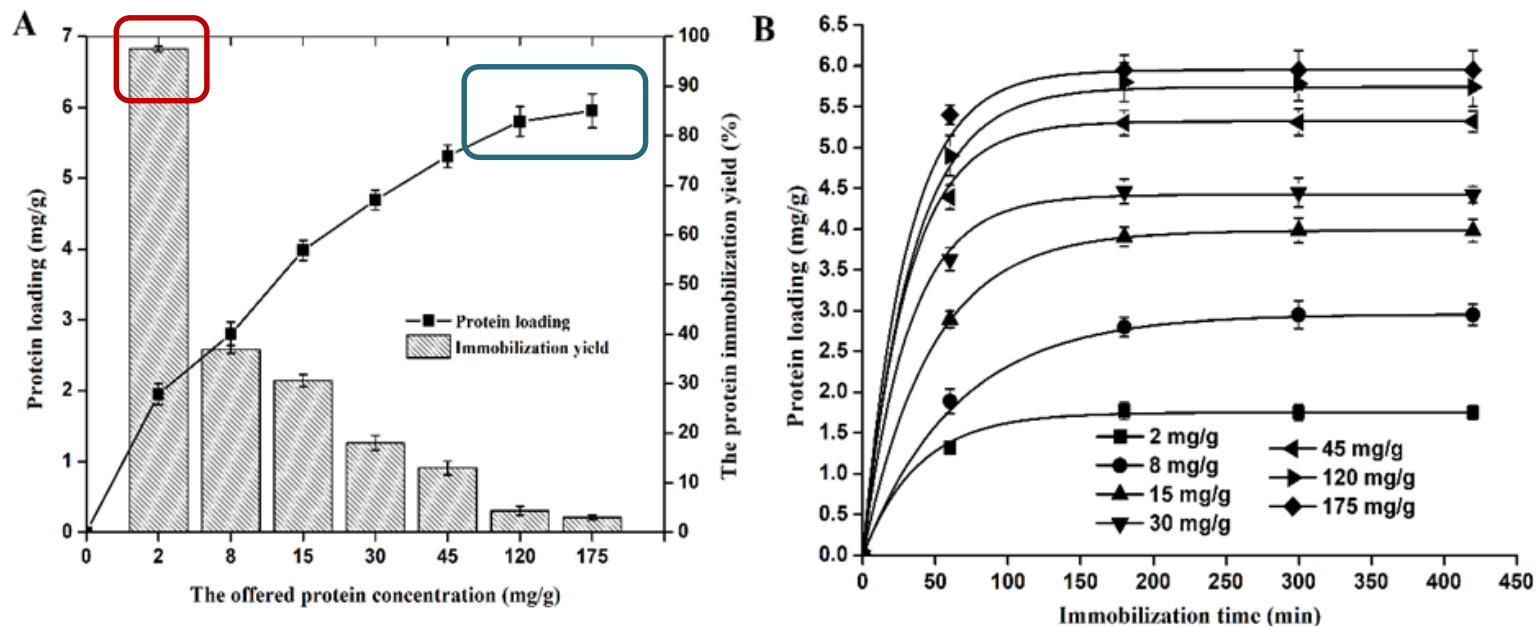 A
7
6
5
4
3
2
1
0
Protein loading (mg/g)
100
90
80
70
60
50
40
30
20
10
0
The protein immobilization yield (%)
Protein loading
Immobilization yield
0 2 8 15 30 45 120 175
The offered protein concentration (mg/g)
B
6.5
6.0
5.5
5.0
4.5
4.0
3.5
3.0
2.5
2.0
1.5
1.0
0.5
0.0
Protein loading (mg/g)
2 mg/g
8 mg/g
15 mg/g
30 mg/g
45 mg/g
120 mg/g
175 mg/g
0 50 100 150 200 250 300 350 400 450
Immobilization time (min)